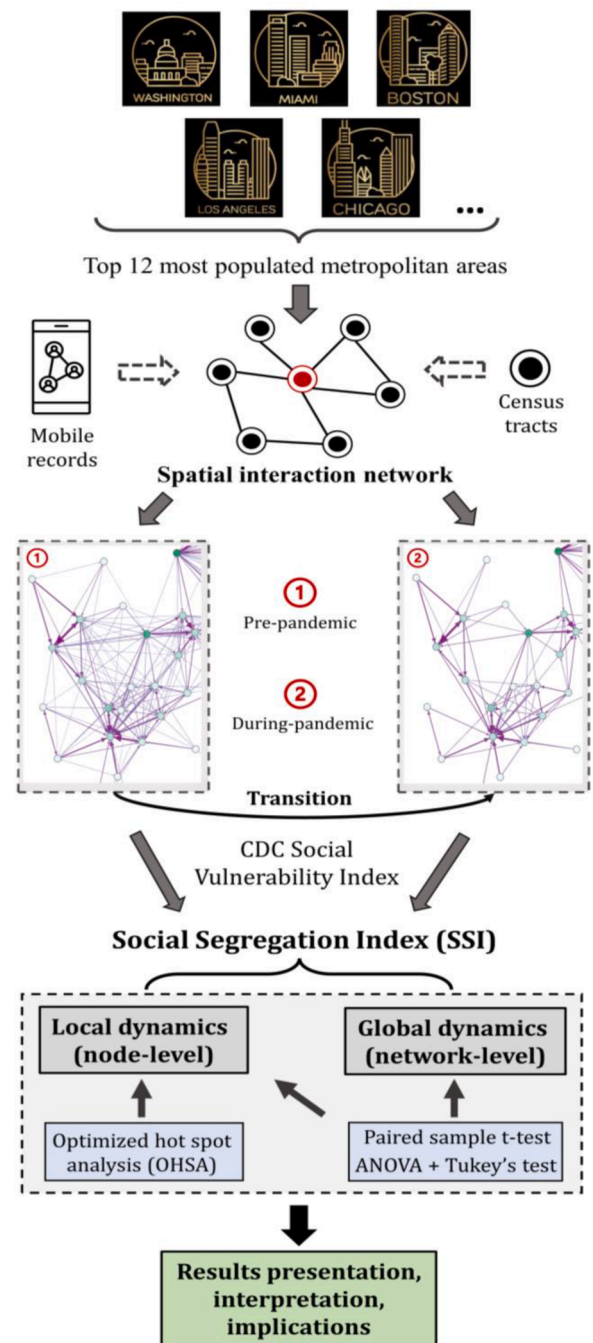 WASHINGTON
MIAMI
BOSTON
LOS ANGELES
CHICAGO
...
Top 12 most populated metropolitan areas
Mobile
records
Census
tracts
Spatial interaction network
1
2
1
Pre-pandemic
2
During-pandemic
Transition
CDC Social
Vulnerability Index
Social Segregation Index (SSI)
Local dynamics
(node-level)
Global dynamics
(network-level)
Optimized hot spot
analysis (OHSA)
Paired sample t-test
ANOVA + Tukey's test
Results presentation,
interpretation,
implications